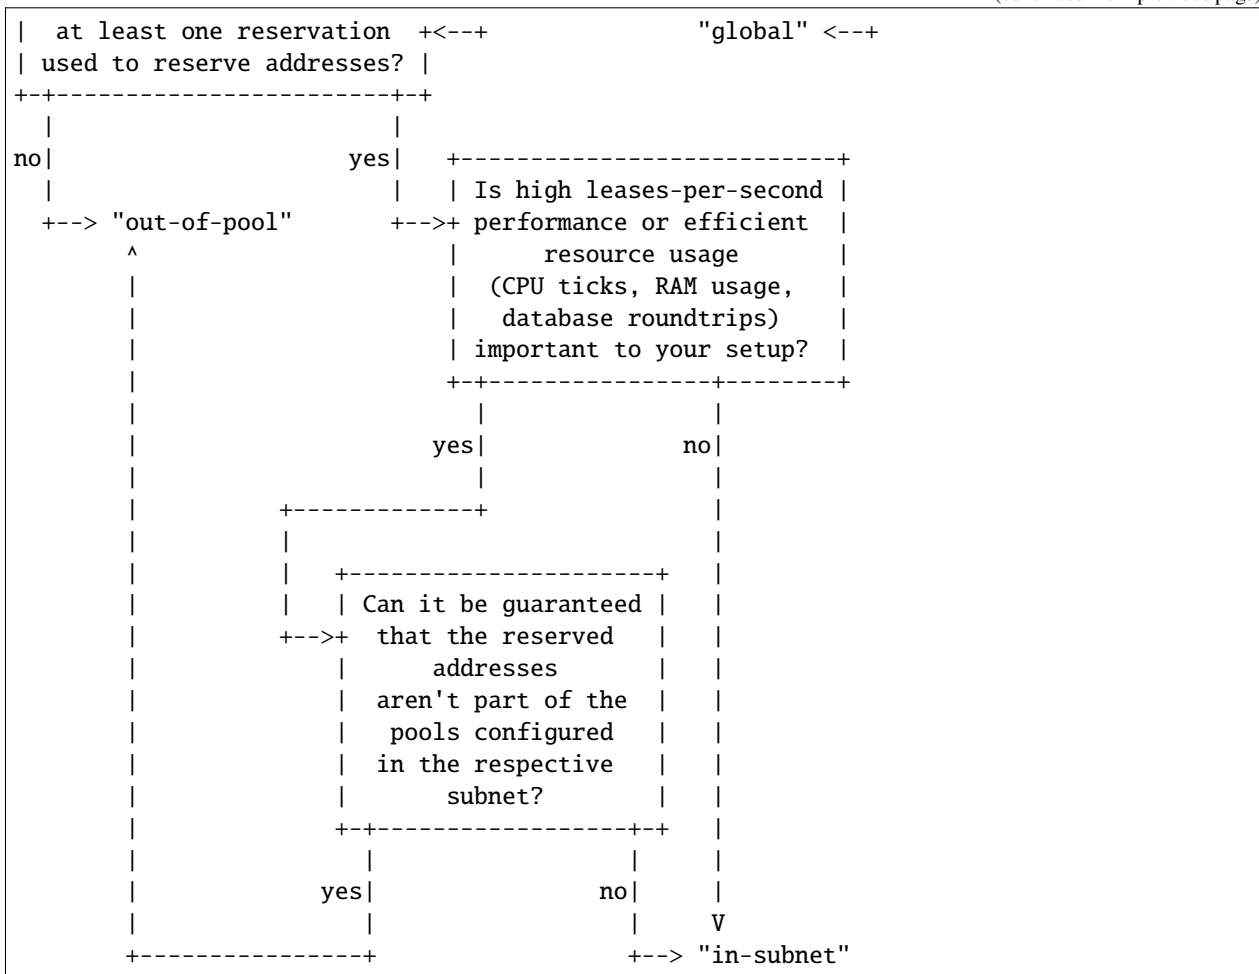 |  at least one reservation  +<--+               "global" <--+
| used to reserve addresses? |
+-+------------------------+-+
  |                        |
no|                     yes|   +---------------------------+
  |                        |   | Is high leases-per-second |
  +--> "out-of-pool"       +-->+ performance or efficient  |
        ^                      |      resource usage       |
        |                      |  (CPU ticks, RAM usage,   |
        |                      |   database roundtrips)    |
        |                      | important to your setup?  |
        |                      +-+----------------+--------+
        |                        |                |
        |                     yes|              no|
        |                        |                |
        |          +-------------+                |
        |          |                              |
        |          |   +----------------------+   |
        |          |   | Can it be guaranteed |   |
        |          +-->+  that the reserved   |   |
        |              |      addresses       |   |
        |              |  aren't part of the  |   |
        |              |   pools configured   |   |
        |              |  in the respective   |   |
        |              |       subnet?        |   |
        |              +-+------------------+-+   |
        |                |                  |     |
        |             yes|                no|     |
        |                |                  |     V
        +----------------+                  +--> "in-subnet"